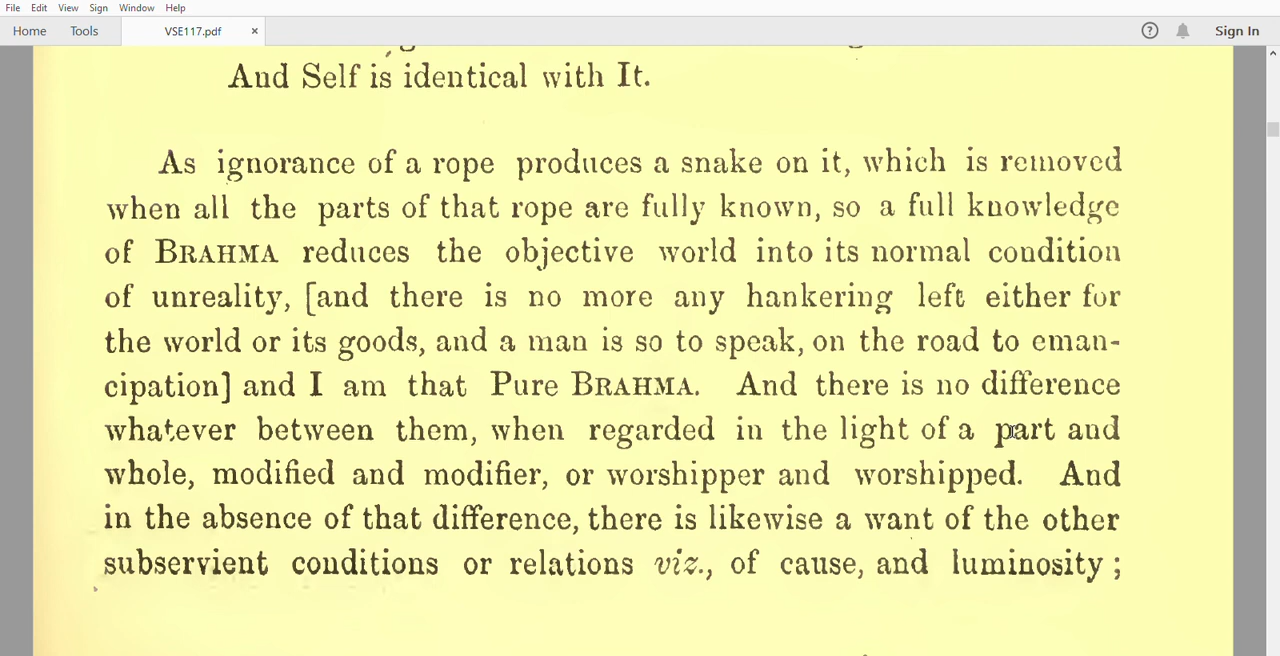 File Edit View Sign Window Help
Home Tools VSE117.pdf × ? Sign In
And Self is identical with It.
As ignorance of a rope produces a snake on it, which is removed
when all the parts of that rope are fully known, so a full knowledge
of BRAHMA reduces the objective world into its normal condition
of unreality, [and there is no more any hankering left either for
the world or its goods, and a man is so to speak, on the road to eman-
cipation] and I am that Pure BRAHMA. And there is no difference
whatever between them, when regarded in the light of a part and
whole, modified and modifier, or worshipper and worshipped. And
in the absence of that difference, there is likewise a want of the other
subservient conditions or relations viz., of cause, and luminosity ;